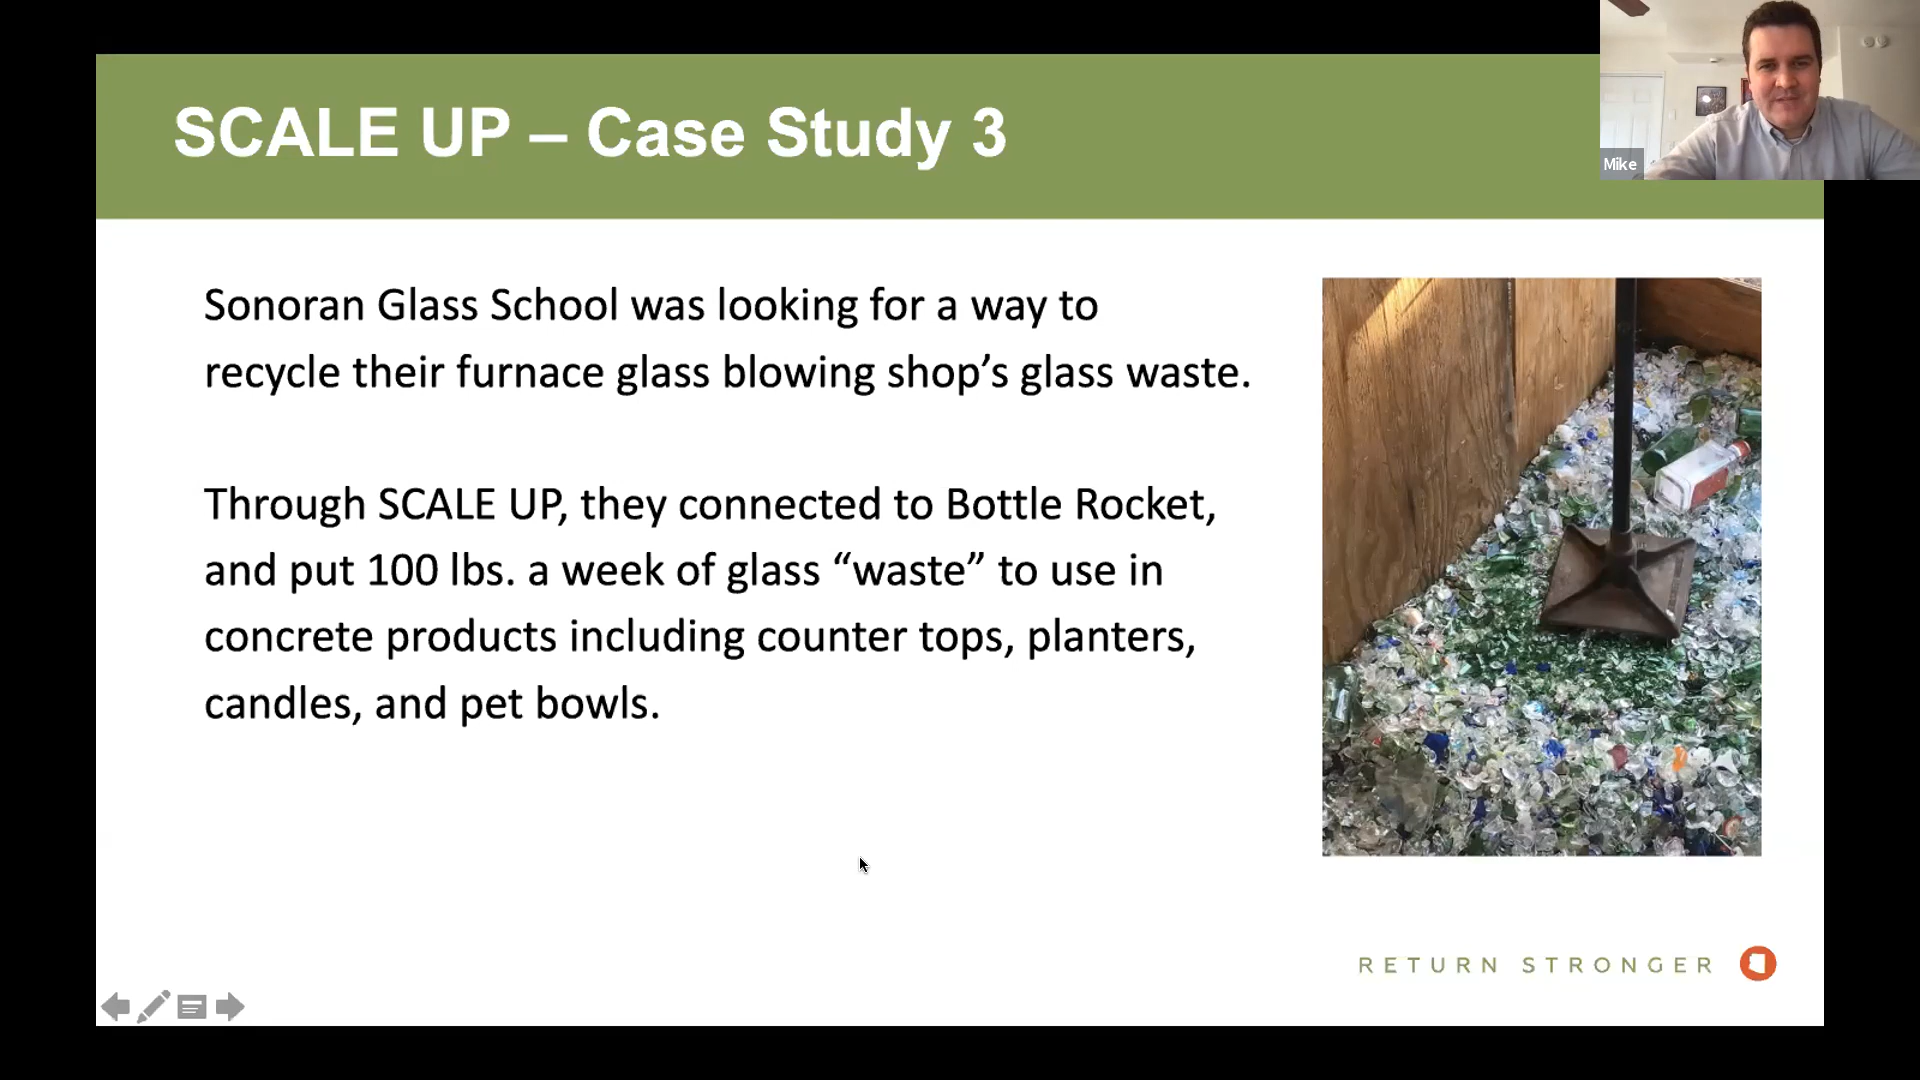 SCALE UP – Case Study 3
Mike
Sonoran Glass School was looking for a way to
recycle their furnace glass blowing shop’s glass waste.
Through SCALE UP, they connected to Bottle Rocket,
and put 100 lbs. a week of glass “waste” to use in
concrete products including counter tops, planters,
candles, and pet bowls.
RETURN STRONGER